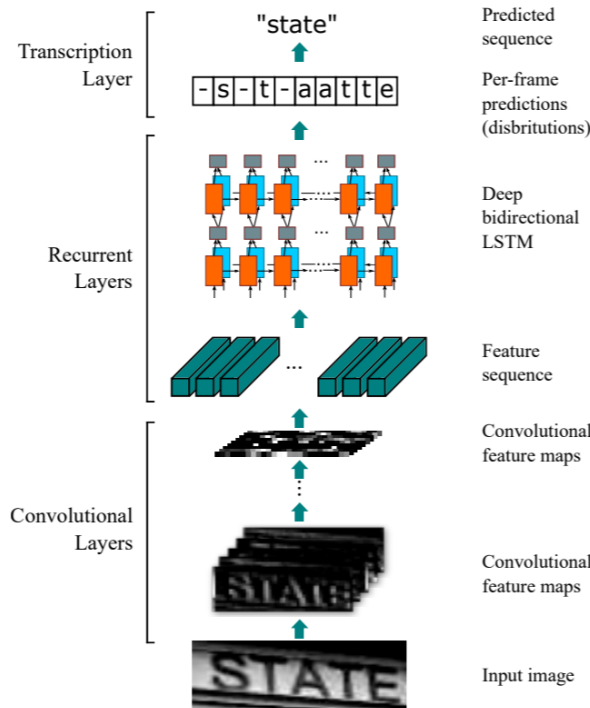 "state"
Predicted
sequence
Transcription
Layer
-s-t-aatte
Per-frame
predictions
(disbritutions)
...
...
...
...
Deep
bidirectional
LSTM
Recurrent
Layers
...
Feature
sequence
Convolutional
feature maps
...
Convolutional
Layers
STATE
Convolutional
feature maps
STATE
Input image